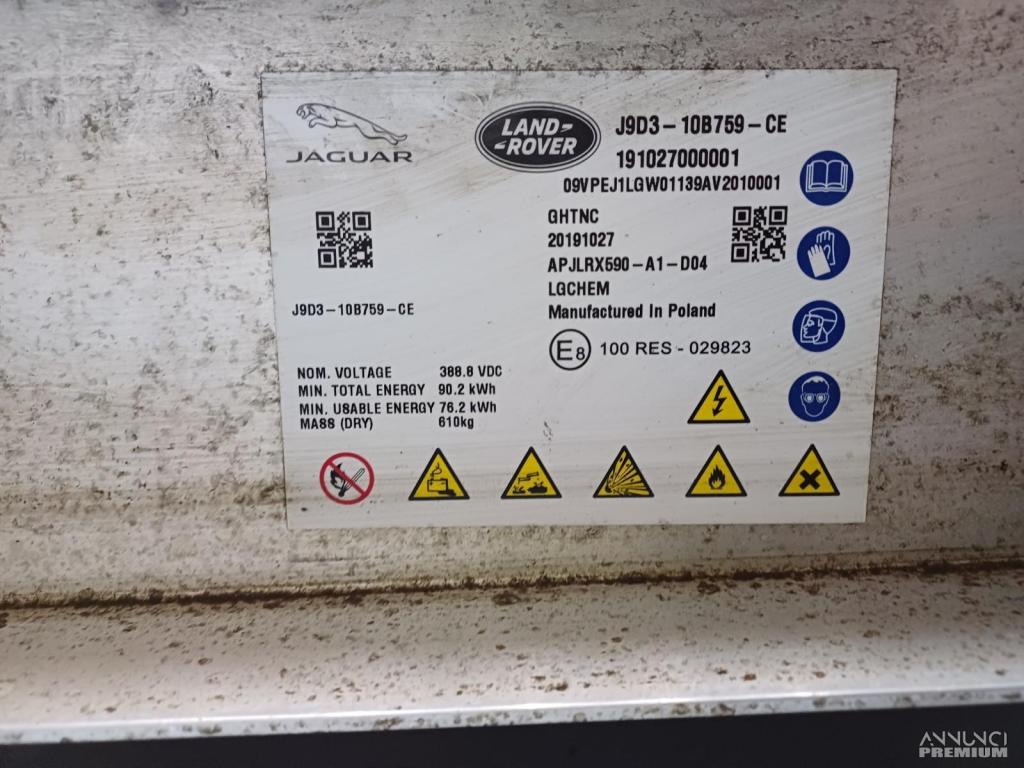 JAGUAR
LAND-
-ROVER
J9D3-10B759-CE
191027000001
09VPEJ1LGW01139AV2010001
GHTNC
20191027
APJLRX590-A1-D04
LGCHEM
Manufactured In Poland
E8 100 RES - 029823
J9D3-10B759-CE
NOM. VOLTAGE 388.8 VDC
MIN. TOTAL ENERGY 90.2 kWh
MIN. USABLE ENERGY 76.2 kWh
MASS (DRY) 610kg
ANNUNCI
PREMIUM